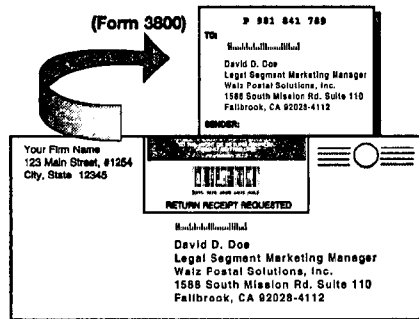 (Form 3800)
P 981 841 789
TO:
David D. Doe
Legal Segment Marketing Manager
Walz Postal Solutions, Inc.
1588 South Mission Rd. Suite 110
Fallbrook, CA 92028-4112
SENDER:
Your Firm Name
123 Main Street, #1254
City, State 12345
RETURN RECEIPT REQUESTED
David D. Doe
Legal Segment Marketing Manager
Walz Postal Solutions, Inc.
1588 South Mission Rd. Suite 110
Fallbrook, CA 92028-4112